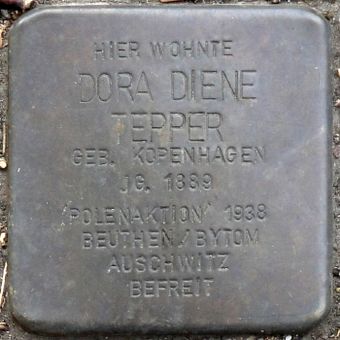 HIER WOHNTE
DORA DIENE
TEPPER
GEB. KOPENHAGEN
JG. 1889
'POLENAKTION' 1938
BEUTHEN / BYTOM
AUSCHWITZ
BEFREIT